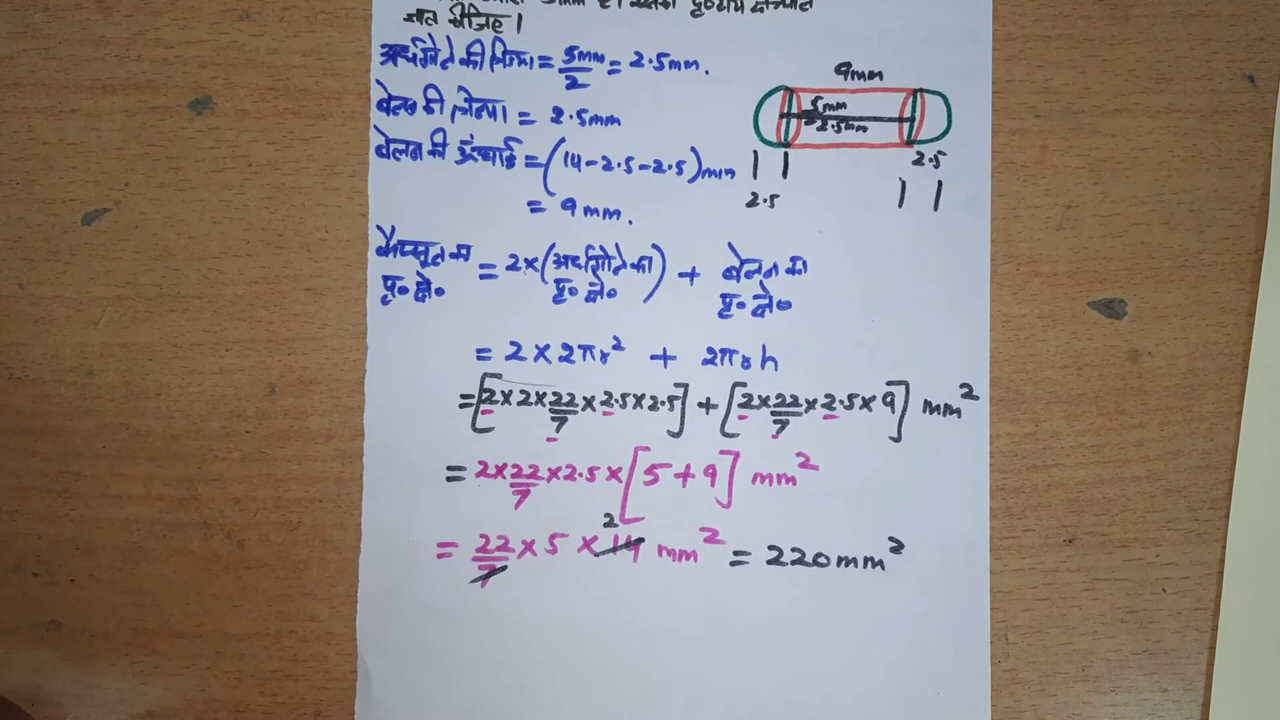 ज्ञात कीजिए।
अर्धगोले की त्रिज्या = 5mm/2 = 2.5mm.
बेलन की त्रिज्या = 2.5mm
बेलन की ऊँचाई = (14-2.5-2.5)mm
= 9mm.
9mm
5mm
2.5mm
2.5
2.5
कैप्सूल का पृ० क्षे० = 2×(अर्धगोले का पृ० क्षे०) + बेलन का पृ० क्षे०
= 2×2πr² + 2πrh
= [2×2×22/7×2.5×2.5] + [2×22/7×2.5×9] mm²
= 2×22/7×2.5×[5+9] mm²
2
= 22/7×5×14 mm² = 220mm²